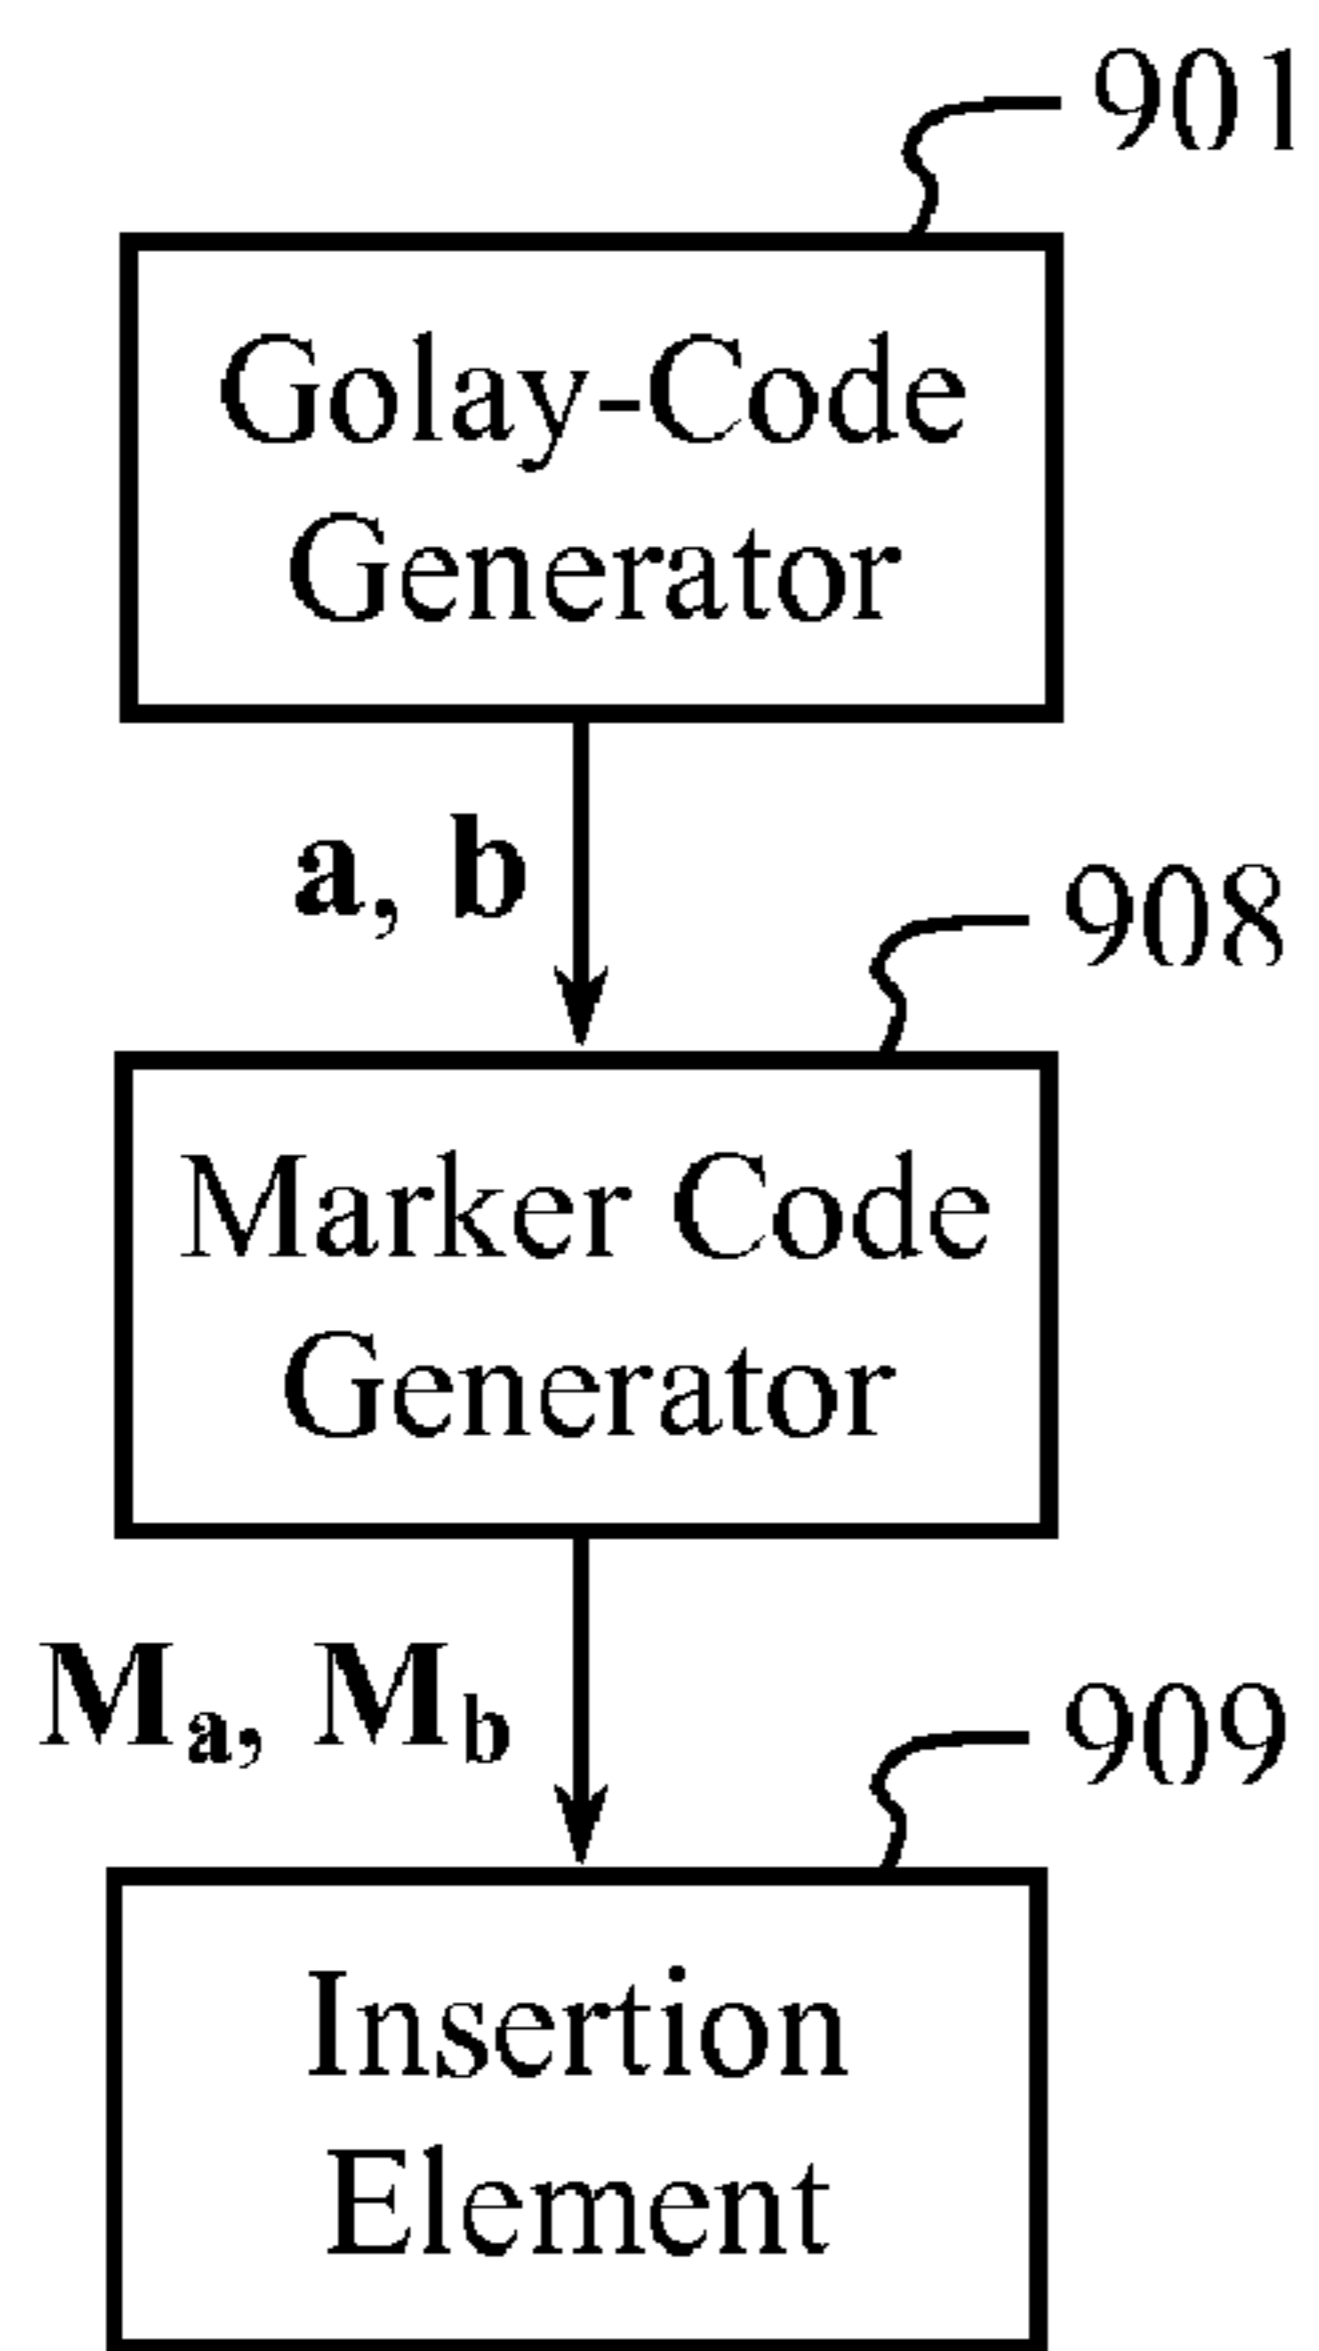 901
Golay-Code
Generator
a, b
908
Marker Code
Generator
Ma, Mb
909
Insertion
Element